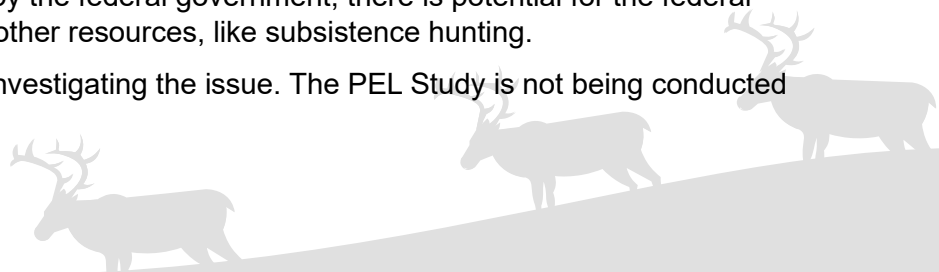 by the federal government, there is potential for the federal
other resources, like subsistence hunting.
nvestigating the issue. The PEL Study is not being conducted